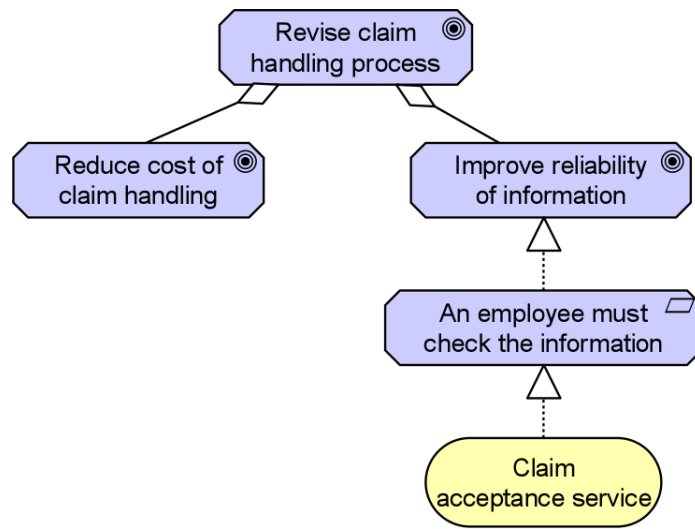 Revise claim
handling process
Reduce cost of
claim handling
Improve reliability
of information
An employee must
check the information
Claim
acceptance service